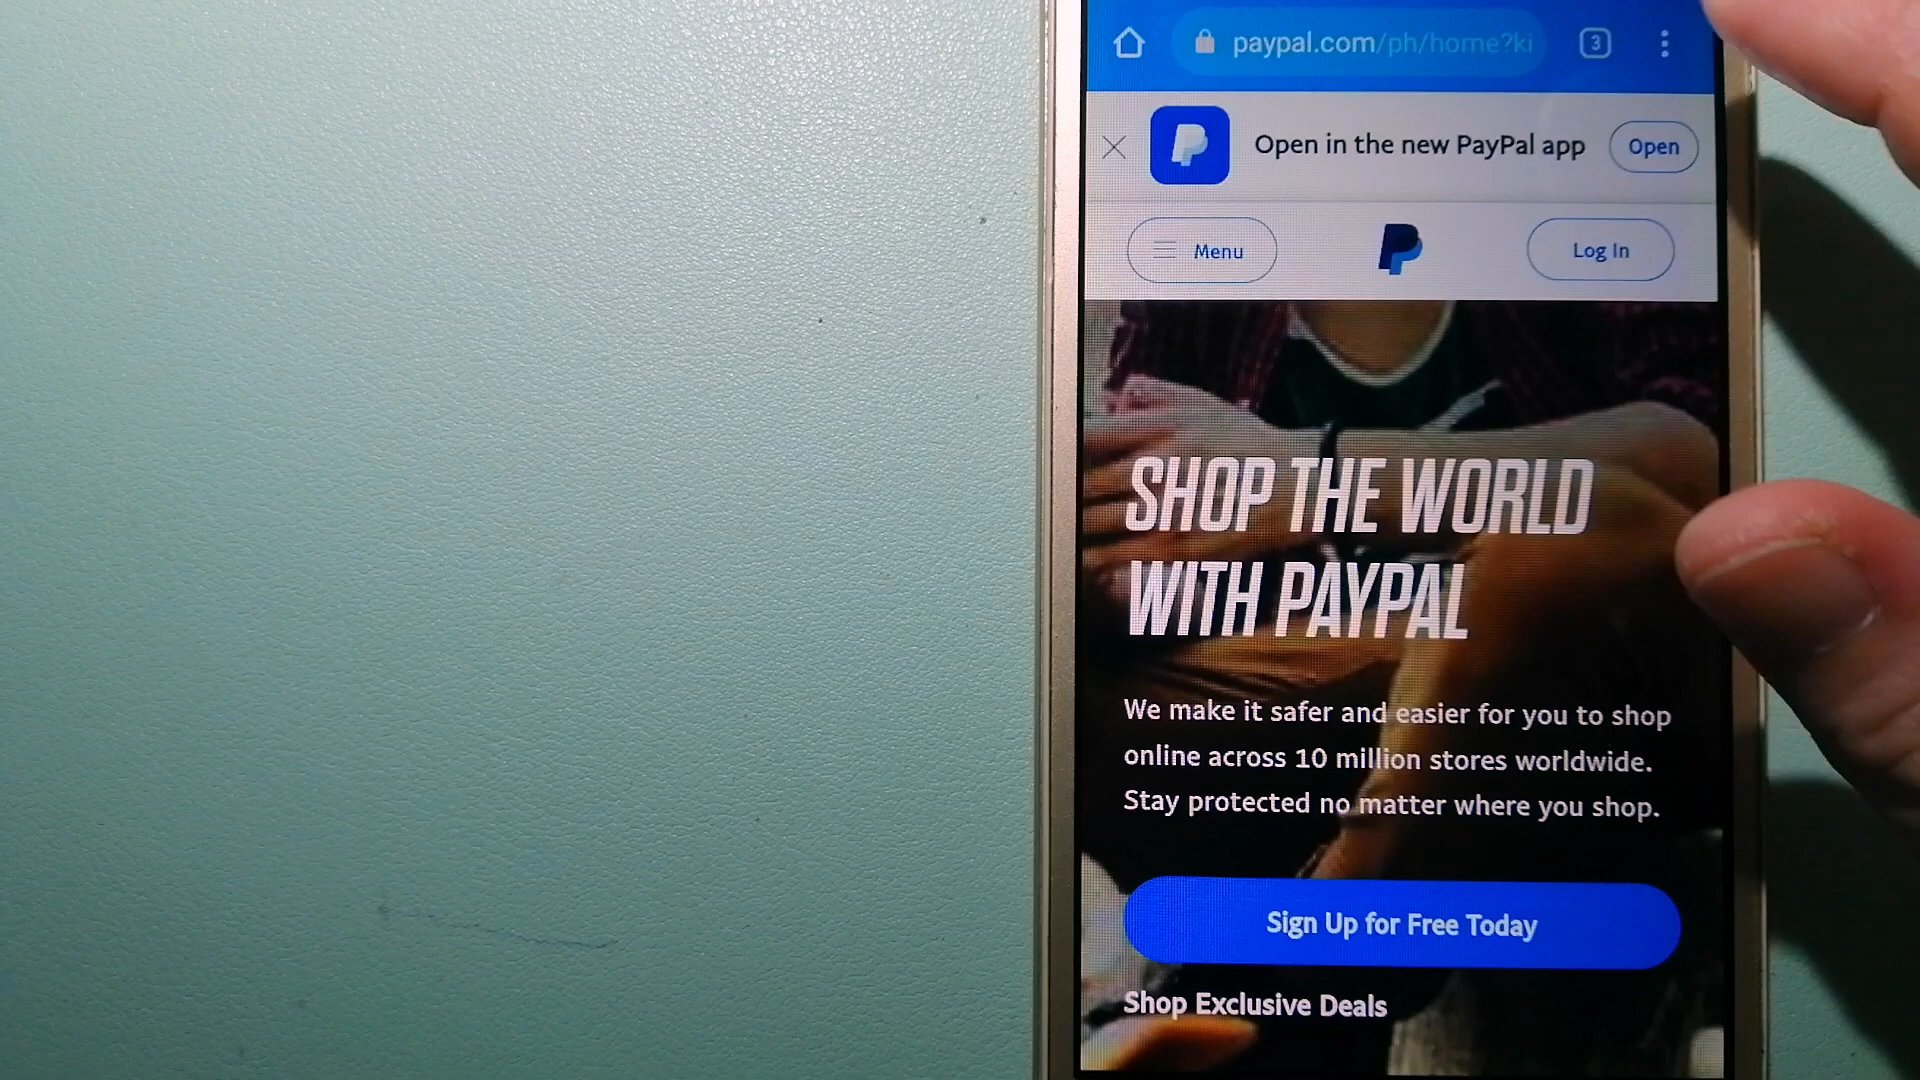 paypal.com/ph/home?ki
3
Open in the new PayPal app
Open
Menu
Log In
SHOP THE WORLD
WITH PAYPAL
We make it safer and easier for you to shop
online across 10 million stores worldwide.
Stay protected no matter where you shop.
Sign Up for Free Today
Shop Exclusive Deals